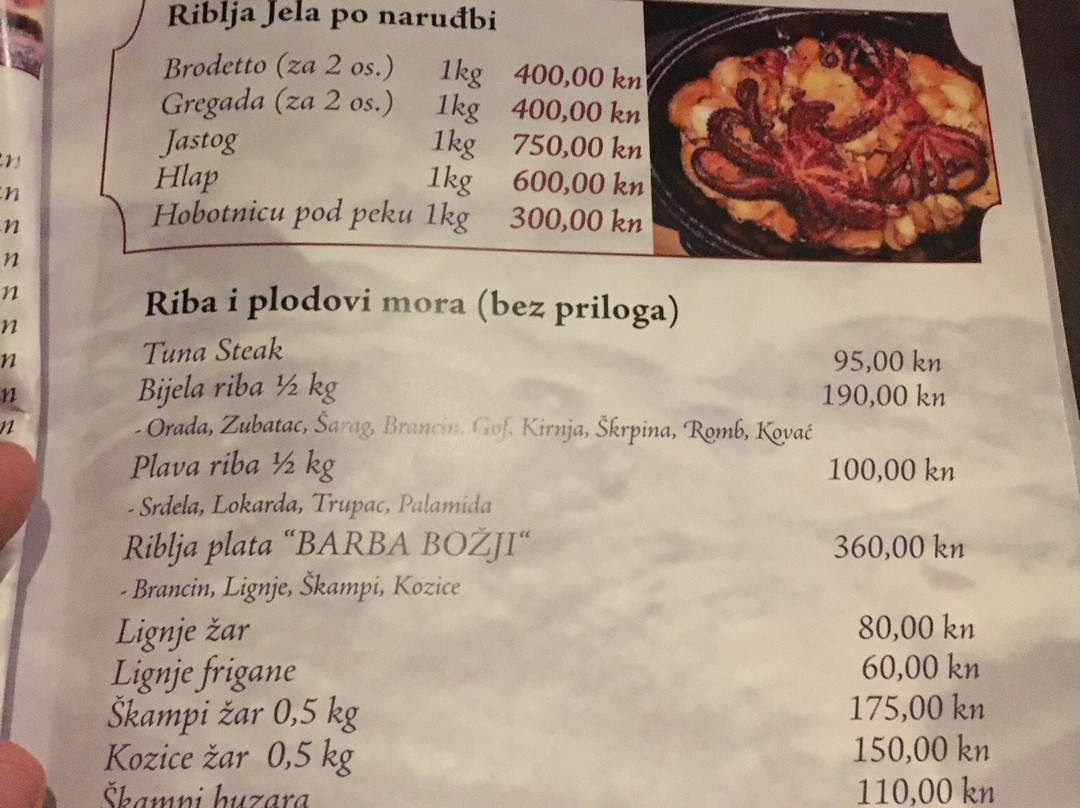 Riblja Jela po naruđbi
Brodetto (za 2 os.) 1kg 400,00 kn
Gregada (za 2 os.) 1kg 400,00 kn
Jastog 1kg 750,00 kn
Hlap 1kg 600,00 kn
Hobotnicu pod peku 1kg 300,00 kn
Riba i plodovi mora (bez priloga)
Tuna Steak 95,00 kn
Bijela riba ½ kg 190,00 kn
- Orada, Zubatac, Šarag, Brancin, Gof, Kirnja, Škrpina, Romb, Kovač
Plava riba ½ kg 100,00 kn
- Srdela, Lokarda, Trupac, Palamida
Riblja plata “BARBA BOŽJI“ 360,00 kn
- Brancin, Lignje, Škampi, Kozice
Lignje žar 80,00 kn
Lignje frigane 60,00 kn
Škampi žar 0,5 kg 175,00 kn
Kozice žar 0,5 kg 150,00 kn
Škampi buzara 110,00 kn